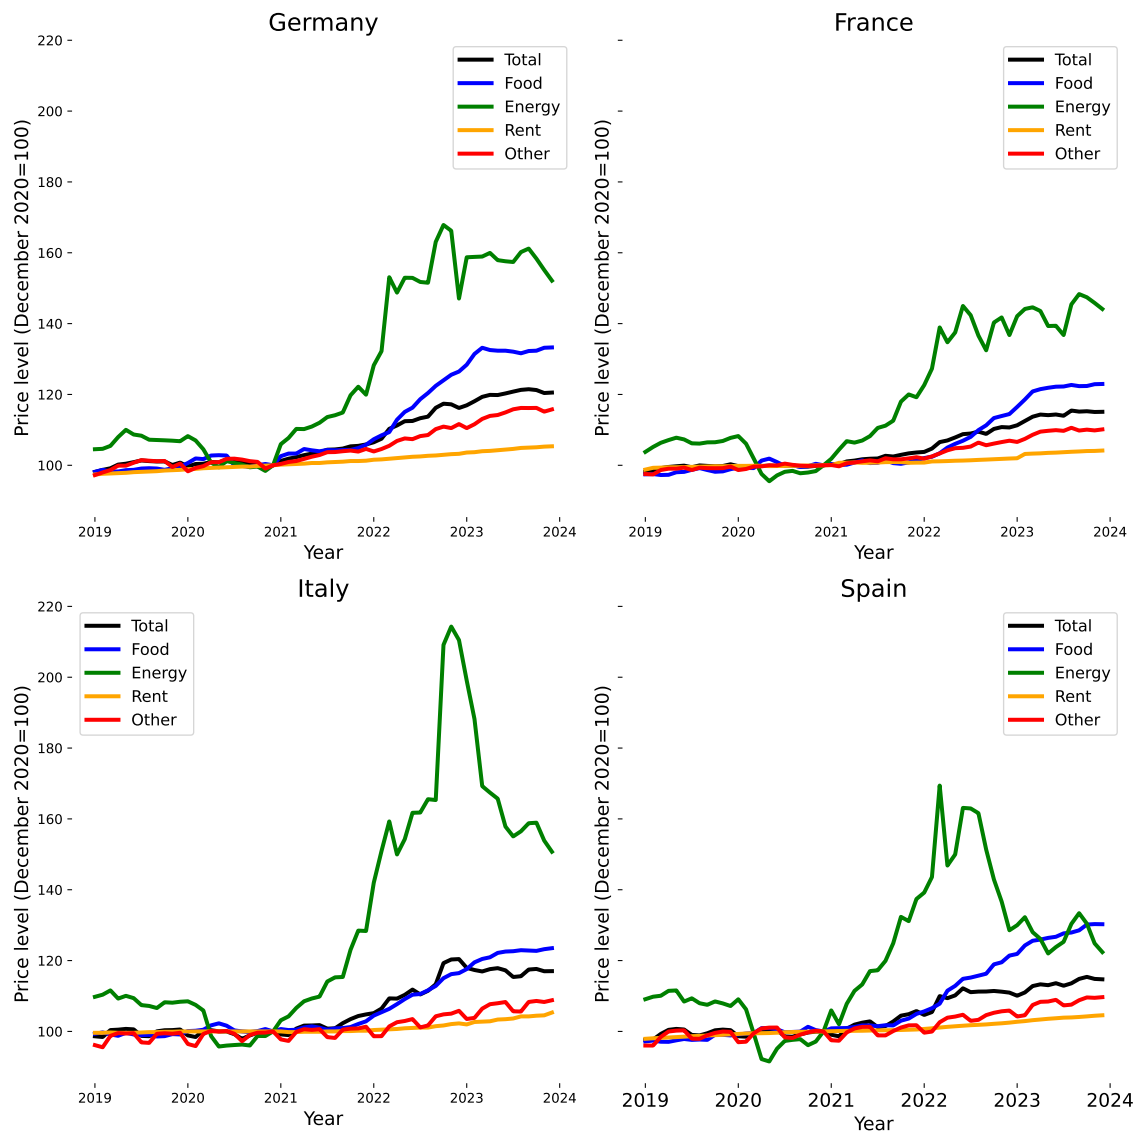 Germany
220
200
180
160
140
120
100
Price level (December 2020=100)
Total
Food
Energy
Rent
Other
2019 2020 2021 2022 2023 2024
Year
France
Price level (December 2020=100)
Total
Food
Energy
Rent
Other
2019 2020 2021 2022 2023 2024
Year
Italy
220
200
180
160
140
120
100
Price level (December 2020=100)
Total
Food
Energy
Rent
Other
2019 2020 2021 2022 2023 2024
Year
Spain
Price level (December 2020=100)
Total
Food
Energy
Rent
Other
2019 2020 2021 2022 2023 2024
Year